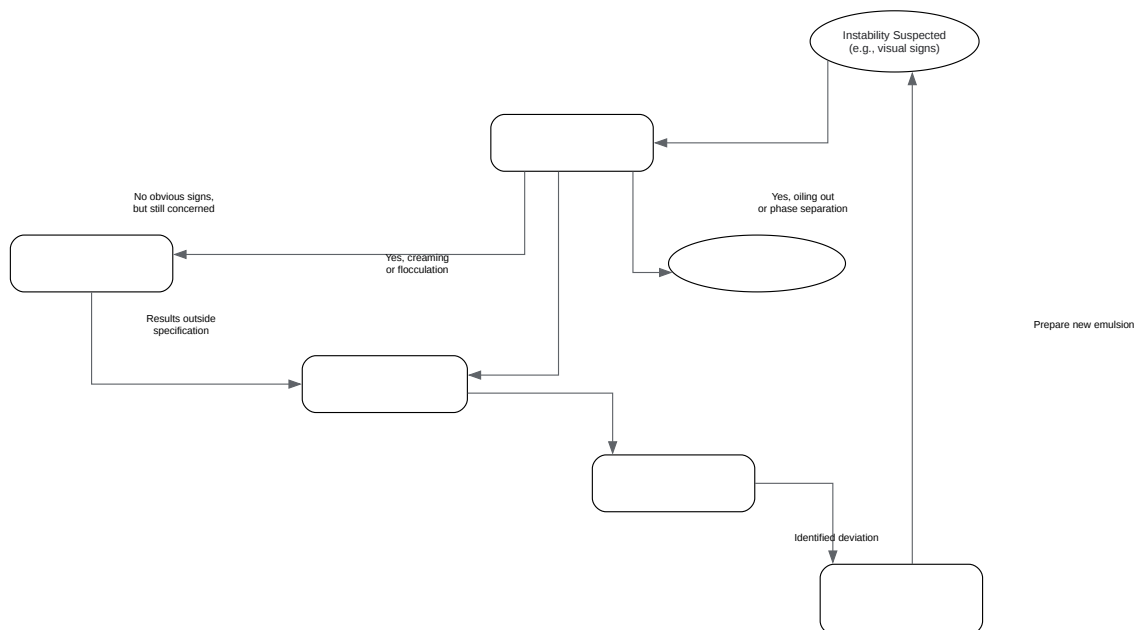 Instability Suspected
(e.g., visual signs)
No obvious signs,
but still concerned
Yes, oiling out
or phase separation
Yes, creaming
or flocculation
Results outside
specification
Prepare new emulsion
Identified deviation